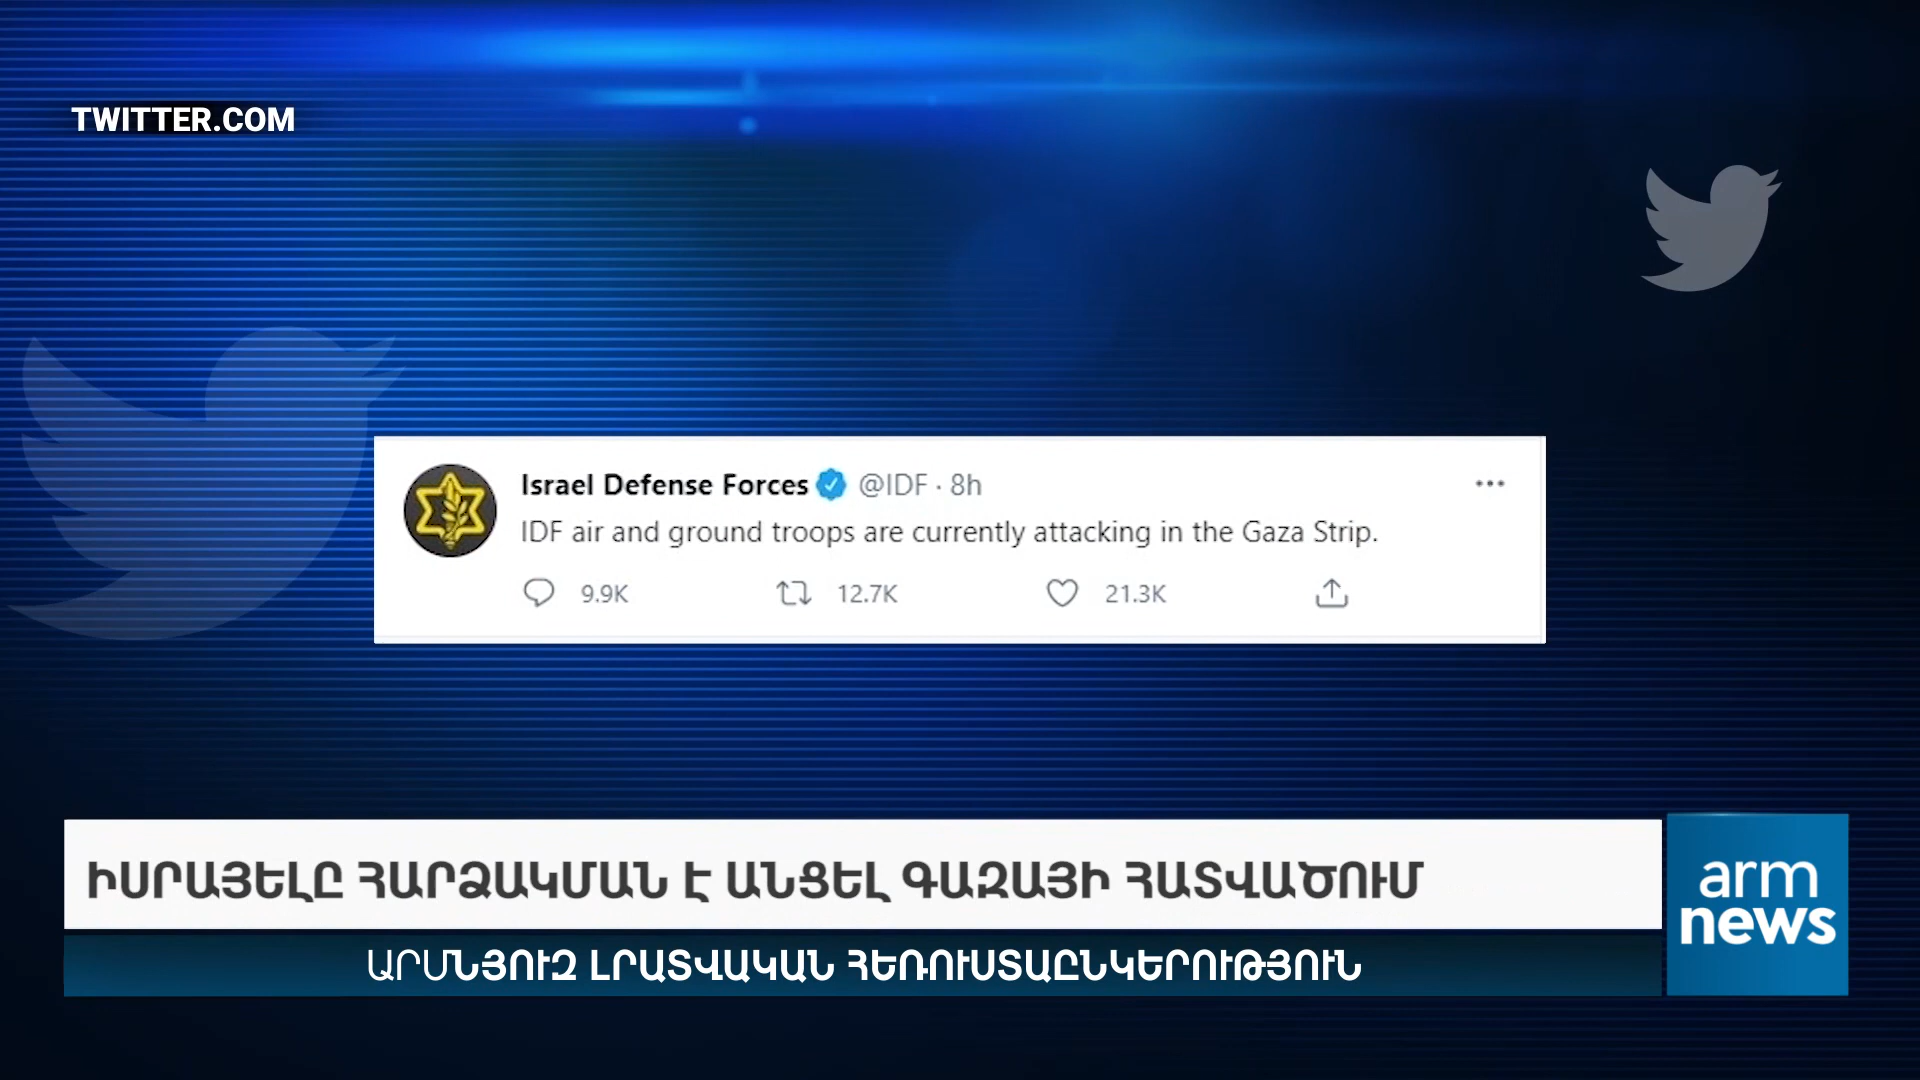 TWITTER.COM
Israel Defense Forces @IDF · 8h
IDF air and ground troops are currently attacking in the Gaza Strip.
9.9K 12.7K 21.3K
ԻՍՐԱՅԵԼԸ ՀԱՐՁԱԿՄԱՆ Է ԱՆՑԵԼ ԳԱԶԱՅԻ ՀԱՏՎԱԾՈՒՄ
arm
news
ԱՐՄՆՅՈՒԶ ԼՐԱՏՎԱԿԱՆ ՀԵՌՈՒՍՏԱԸՆԿԵՐՈՒԹՅՈՒՆ